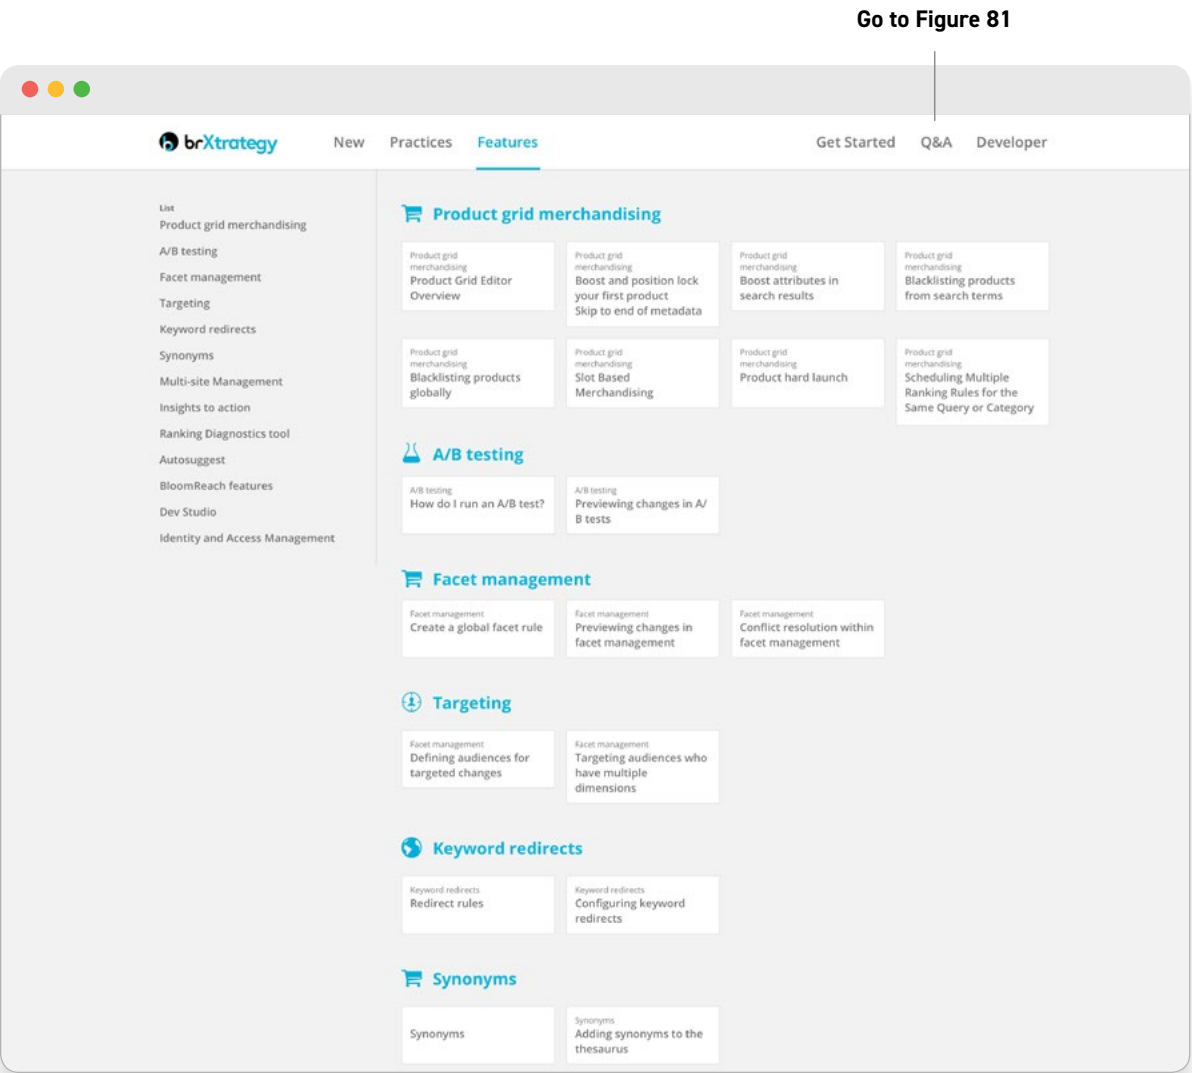 Go to Figure 81
brXtrategy
New
Practices
Features
Get Started
Q&A
Developer
List
Product grid merchandising
A/B testing
Facet management
Targeting
Keyword redirects
Synonyms
Multi-site Management
Insights to action
Ranking Diagnostics tool
Autosuggest
BloomReach features
Dev Studio
Identity and Access Management
Product grid merchandising
Product grid
merchandising
Product Grid Editor
Overview
Product grid
merchandising
Boost and position lock
your first product
Skip to end of metadata
Product grid
merchandising
Boost attributes in
search results
Product grid
merchandising
Blacklisting products
from search terms
Product grid
merchandising
Blacklisting products
globally
Product grid
merchandising
Slot Based
Merchandising
Product grid
merchandising
Product hard launch
Product grid
merchandising
Scheduling Multiple
Ranking Rules for the
Same Query or Category
A/B testing
A/B testing
How do I run an A/B test?
A/B testing
Previewing changes in A/
B tests
Facet management
Facet management
Create a global facet rule
Facet management
Previewing changes in
facet management
Facet management
Conflict resolution within
facet management
Targeting
Facet management
Defining audiences for
targeted changes
Facet management
Targeting audiences who
have multiple
dimensions
Keyword redirects
Keyword redirects
Redirect rules
Keyword redirects
Configuring keyword
redirects
Synonyms
Synonyms
Synonyms
Adding synonyms to the
thesaurus